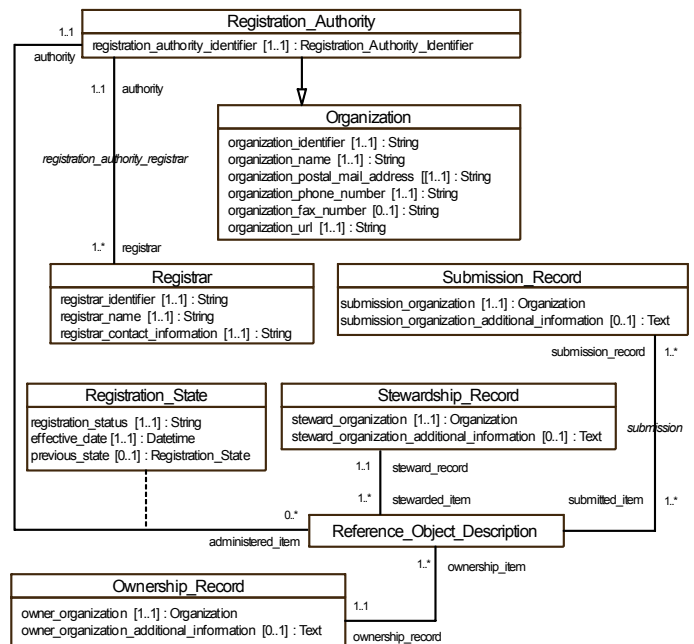 Registration_Authority
registration_authority_identifier [1..1] : Registration_Authority_Identifier
1..1
authority
1..1 authority
Organization
organization_identifier [1..1] : String
organization_name [1..1] : String
organization_postal_mail_address [[1..1] : String
organization_phone_number [1..1] : String
organization_fax_number [0..1] : String
organization_url [1..1] : String
registration_authority_registrar
1..* registrar
Registrar
registrar_identifier [1..1] : String
registrar_name [1..1] : String
registrar_contact_information [1..1] : String
Submission_Record
submission_organization [1..1] : Organization
submission_organization_additional_information [0..1] : Text
submission_record 1..*
Registration_State
registration_status [1..1] : String
effective_date [1..1] : Datetime
previous_state [0..1] : Registration_State
Stewardship_Record
steward_organization [1..1] : Organization
steward_organization_additional_information [0..1] : Text
submission
1..1 steward_record
1..* stewarded_item
submitted_item 1..*
0..*
administered_item
Reference_Object_Description
1..* ownership_item
Ownership_Record
owner_organization [1..1] : Organization
owner_organization_additional_information [0..1] : Text
1..1
ownership_record